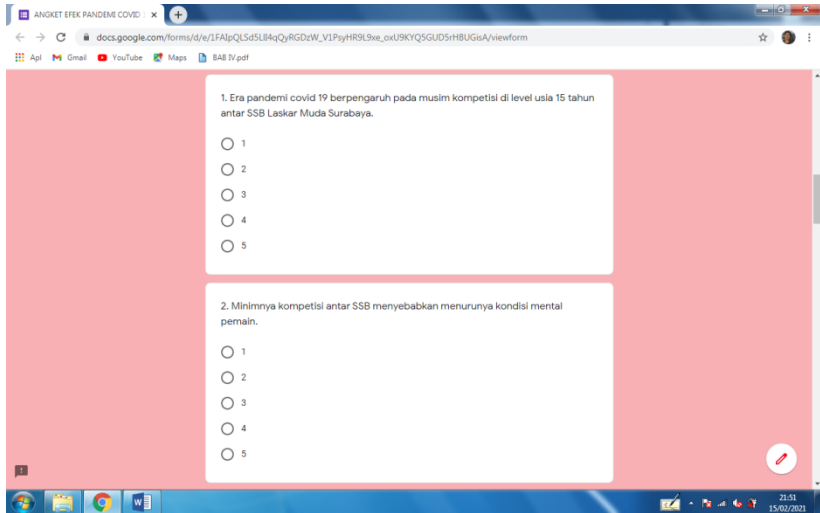 ANGKET EFEK PANDEMI COVID
docs.google.com/forms/d/e/1FAIpQLSd5Ll4qQyRGDzW_V1PsyHR9L9xe_oxU9KYQ5GUD5rHBUGisA/viewform
Apl Gmail YouTube Maps BAB IV.pdf
1. Era pandemi covid 19 berpengaruh pada musim kompetisi di level usia 15 tahun
antar SSB Laskar Muda Surabaya.
1
2
3
4
5
2. Minimnya kompetisi antar SSB menyebabkan menurunya kondisi mental
pemain.
1
2
3
4
5
21:51
15/02/2021